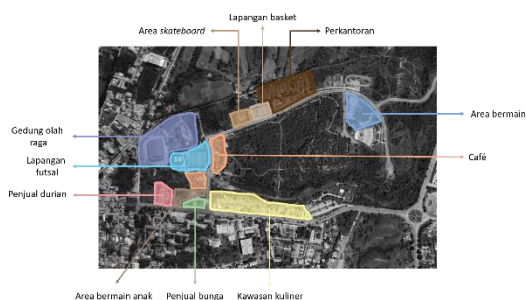 Lapangan basket
Area skateboard
Perkantoran
Area bermain
Gedung olah
raga
Lapangan
futsal
Café
Penjual durian
Area bermain anak
Penjual bunga
Kawasan kuliner